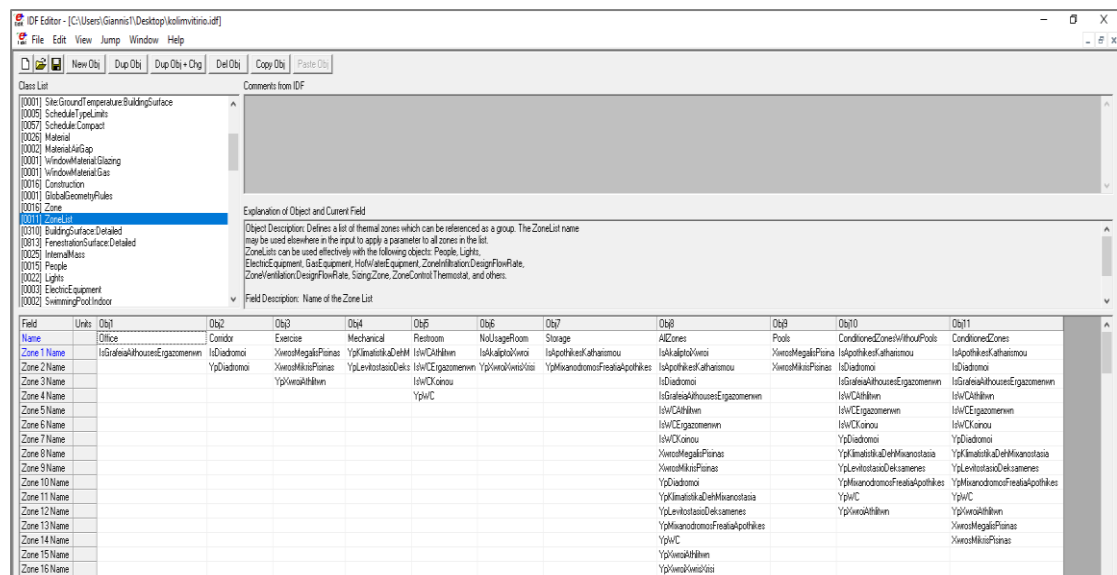 IDF Editor - [C:\Users\Giannis1\Desktop\kolimvitirio.idf]
File Edit View Jump Window Help
New Obj Dup Obj Dup Obj + Chg Del Obj Copy Obj Paste Obj
Class List Comments from IDF
[0001] Site:GroundTemperature:BuildingSurface
[0005] ScheduleTypeLimits
[0057] Schedule:Compact
[0026] Material
[0002] Material:AirGap
[0001] WindowMaterial:Glazing
[0001] WindowMaterial:Gas
[0016] Construction
[0001] GlobalGeometryRules
[0016] Zone
[0011] ZoneList
[0310] BuildingSurface:Detailed
[0813] FenestrationSurface:Detailed
[0025] InternalMass
[0015] People
[0022] Lights
[0003] ElectricEquipment
[0002] SwimmingPool:Indoor
Explanation of Object and Current Field
Object Description: Defines a list of thermal zones which can be referenced as a group. The ZoneList name
may be used elsewhere in the input to apply a parameter to all zones in the list.
ZoneLists can be used effectively with the following objects: People, Lights,
ElectricEquipment, GasEquipment, HotWaterEquipment, ZoneInfiltration:DesignFlowRate,
ZoneVentilation:DesignFlowRate, Sizing:Zone, ZoneControl:Thermostat, and others.
Field Description: Name of the Zone List
Field Units Obj1 Obj2 Obj3 Obj4 Obj5 Obj6 Obj7 Obj8 Obj9 Obj10 Obj11
Name Office Corridor Exercise Mechanical Restroom NoUsageRoom Storage AllZones Pools ConditionedZonesWithoutPools ConditionedZones
Zone 1 Name IsGrafeiaAithousesErgazomenwn IsDiadromoi XwrosMegalisPisinas YpKlimatistikaDehM IsWCAthlitwn IsAkaliptoiXwroi IsApothikesKatharismou IsAkaliptoiXwroi XwrosMegalisPisina IsApothikesKatharismou IsApothikesKatharismou
Zone 2 Name YpDiadromoi XwrosMikrisPisinas YpLevitostasioDeks IsWCErgazomenwn YpXwroiXwrisXrisi YpMixanodromosFreatiaApothikes IsApothikesKatharismou XwrosMikrisPisinas IsDiadromoi IsDiadromoi
Zone 3 Name YpXwroiAthlitwn IsWCKoinou IsDiadromoi IsGrafeiaAithousesErgazomenwn IsGrafeiaAithousesErgazomenwn
Zone 4 Name YpWC IsGrafeiaAithousesErgazomenwn IsWCAthlitwn IsWCAthlitwn
Zone 5 Name IsWCAthlitwn IsWCErgazomenwn IsWCErgazomenwn
Zone 6 Name IsWCErgazomenwn IsWCKoinou IsWCKoinou
Zone 7 Name IsWCKoinou YpDiadromoi YpDiadromoi
Zone 8 Name XwrosMegalisPisinas YpKlimatistikaDehMixanostasia YpKlimatistikaDehMixanostasia
Zone 9 Name XwrosMikrisPisinas YpLevitostasioDeksamenes YpLevitostasioDeksamenes
Zone 10 Name YpDiadromoi YpMixanodromosFreatiaApothikes YpMixanodromosFreatiaApothikes
Zone 11 Name YpKlimatistikaDehMixanostasia YpWC YpWC
Zone 12 Name YpLevitostasioDeksamenes YpXwroiAthlitwn YpXwroiAthlitwn
Zone 13 Name YpMixanodromosFreatiaApothikes XwrosMegalisPisinas
Zone 14 Name YpWC XwrosMikrisPisinas
Zone 15 Name YpXwroiAthlitwn
Zone 16 Name YpXwroiXwrisXrisi